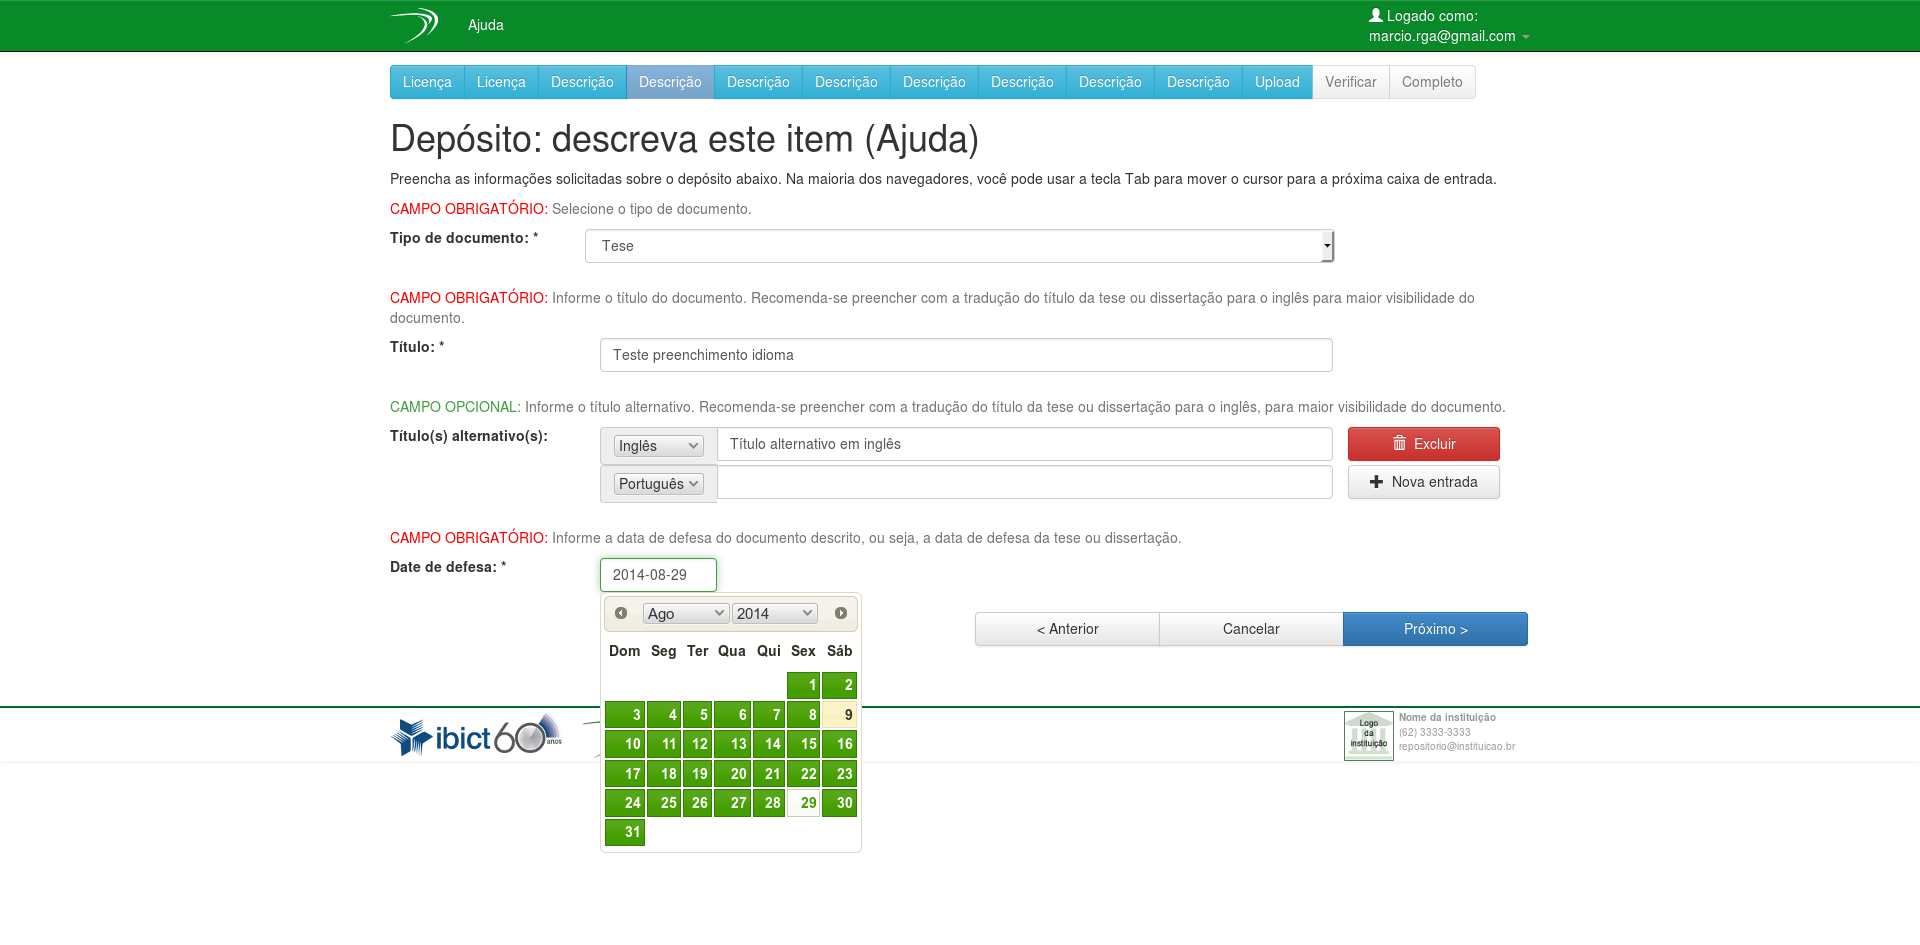 Ajuda
Logado como:
marcio.rga@gmail.com
Licença Licença Descrição Descrição Descrição Descrição Descrição Descrição Descrição Descrição Upload Verificar Completo
Depósito: descreva este item (Ajuda)
Preencha as informações solicitadas sobre o depósito abaixo. Na maioria dos navegadores, você pode usar a tecla Tab para mover o cursor para a próxima caixa de entrada.
CAMPO OBRIGATÓRIO: Selecione o tipo de documento.
Tipo de documento: * Tese
CAMPO OBRIGATÓRIO: Informe o título do documento. Recomenda-se preencher com a tradução do título da tese ou dissertação para o inglês para maior visibilidade do
documento.
Título: * Teste preenchimento idioma
CAMPO OPCIONAL: Informe o título alternativo. Recomenda-se preencher com a tradução do título da tese ou dissertação para o inglês, para maior visibilidade do documento.
Título(s) alternativo(s): Inglês Título alternativo em inglês Excluir
Português Nova entrada
CAMPO OBRIGATÓRIO: Informe a data de defesa do documento descrito, ou seja, a data de defesa da tese ou dissertação.
Date de defesa: * 2014-08-29
Ago 2014
< Anterior Cancelar Próximo >
Dom Seg Ter Qua Qui Sex Sáb
1 2
3 4 5 6 7 8 9
10 11 12 13 14 15 16
17 18 19 20 21 22 23
24 25 26 27 28 29 30
31
ibict 60 anos
Logo
da
instituição
Nome da instituição
(62) 3333-3333
repositorio@instituicao.br